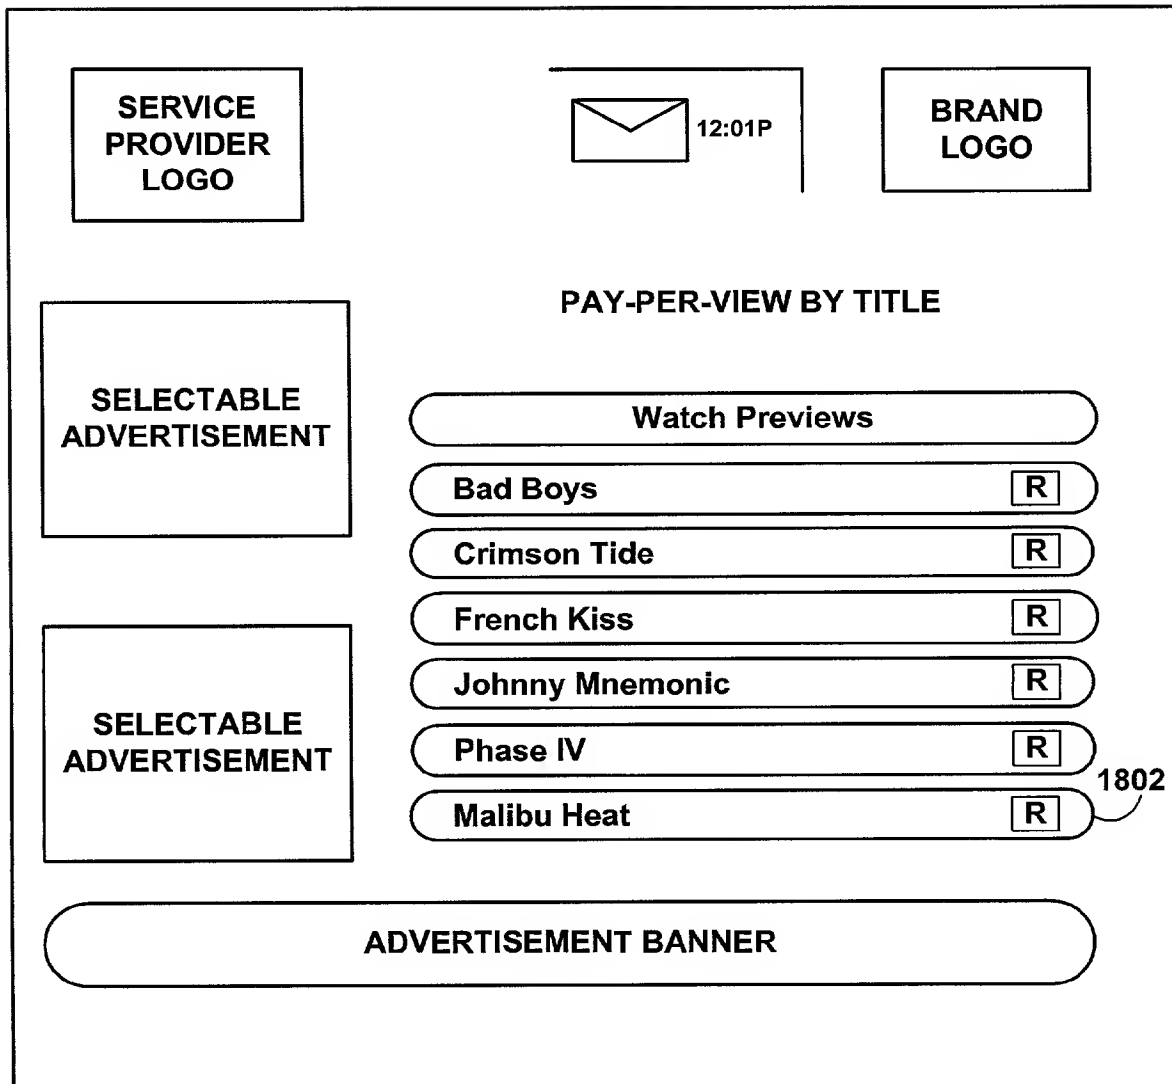 SERVICE
PROVIDER
LOGO
12:01P
BRAND
LOGO
PAY-PER-VIEW BY TITLE
SELECTABLE
ADVERTISEMENT
Watch Previews
Bad Boys R
Crimson Tide R
French Kiss R
Johnny Mnemonic R
SELECTABLE
ADVERTISEMENT
Phase IV R
1802
Malibu Heat R
ADVERTISEMENT BANNER